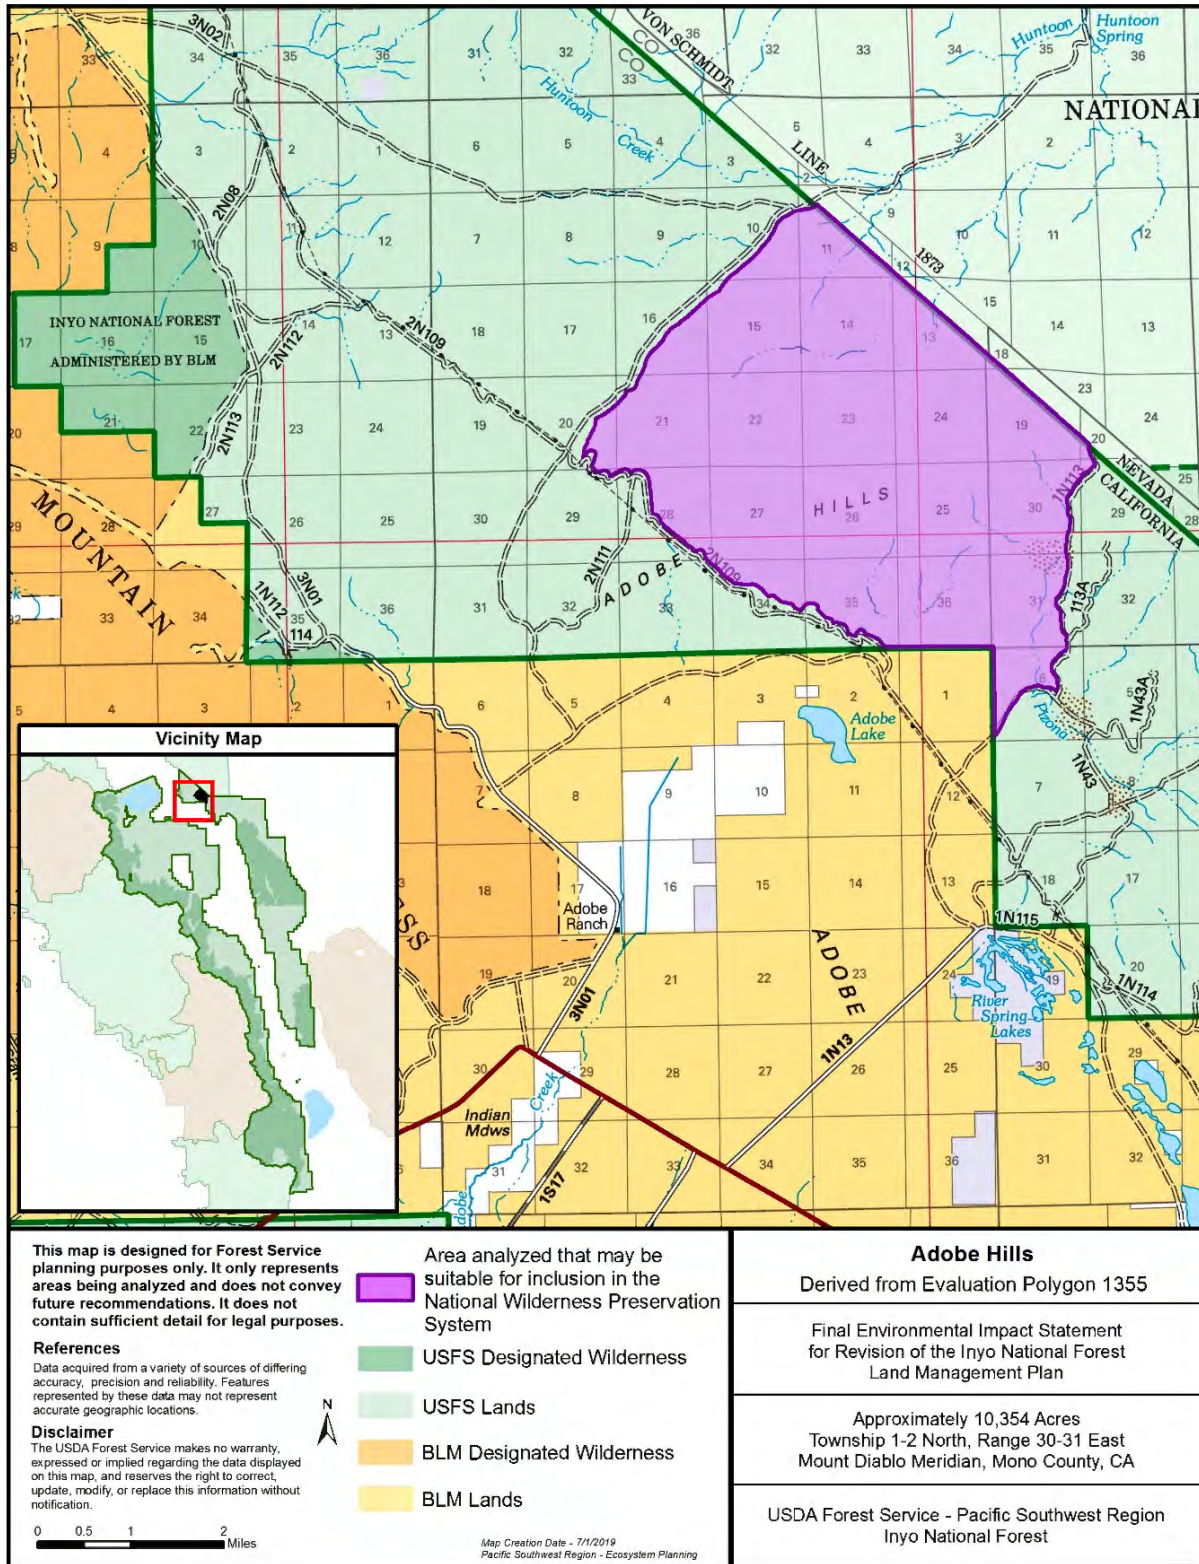 3N02
VON SCHMIDT
LINE
1873
Huntoon
Huntoon
Spring
NATIONAL
Huntoon
Creek
2N08
INYO NATIONAL FOREST
ADMINISTERED BY BLM
2N112
2N109
2N113
NEVADA
CALIFORNIA
1N113
HILLS
ADOBE
2N111
2N109
MOUNTAIN
3N01
1N112
114
113A
1N43A
Pizona
1N43
Adobe
Lake
Adobe
Ranch
ESS
ADOBE
1N115
River
Spring
Lakes
1N114
3N01
1N13
Indian
Mdws
Creek
dobe
1S17
Vicinity Map
This map is designed for Forest Service
planning purposes only. It only represents
areas being analyzed and does not convey
future recommendations. It does not
contain sufficient detail for legal purposes.
References
Data acquired from a variety of sources of differing
accuracy, precision and reliability. Features
represented by these data may not represent
accurate geographic locations.
Disclaimer
The USDA Forest Service makes no warranty,
expressed or implied regarding the data displayed
on this map, and reserves the right to correct,
update, modify, or replace this information without
notification.
N
0 0.5 1 2
Miles
Area analyzed that may be
suitable for inclusion in the
National Wilderness Preservation
System
USFS Designated Wilderness
USFS Lands
BLM Designated Wilderness
BLM Lands
Map Creation Date - 7/1/2019
Pacific Southwest Region - Ecosystem Planning
Adobe Hills
Derived from Evaluation Polygon 1355
Final Environmental Impact Statement
for Revision of the Inyo National Forest
Land Management Plan
Approximately 10,354 Acres
Township 1-2 North, Range 30-31 East
Mount Diablo Meridian, Mono County, CA
USDA Forest Service - Pacific Southwest Region
Inyo National Forest